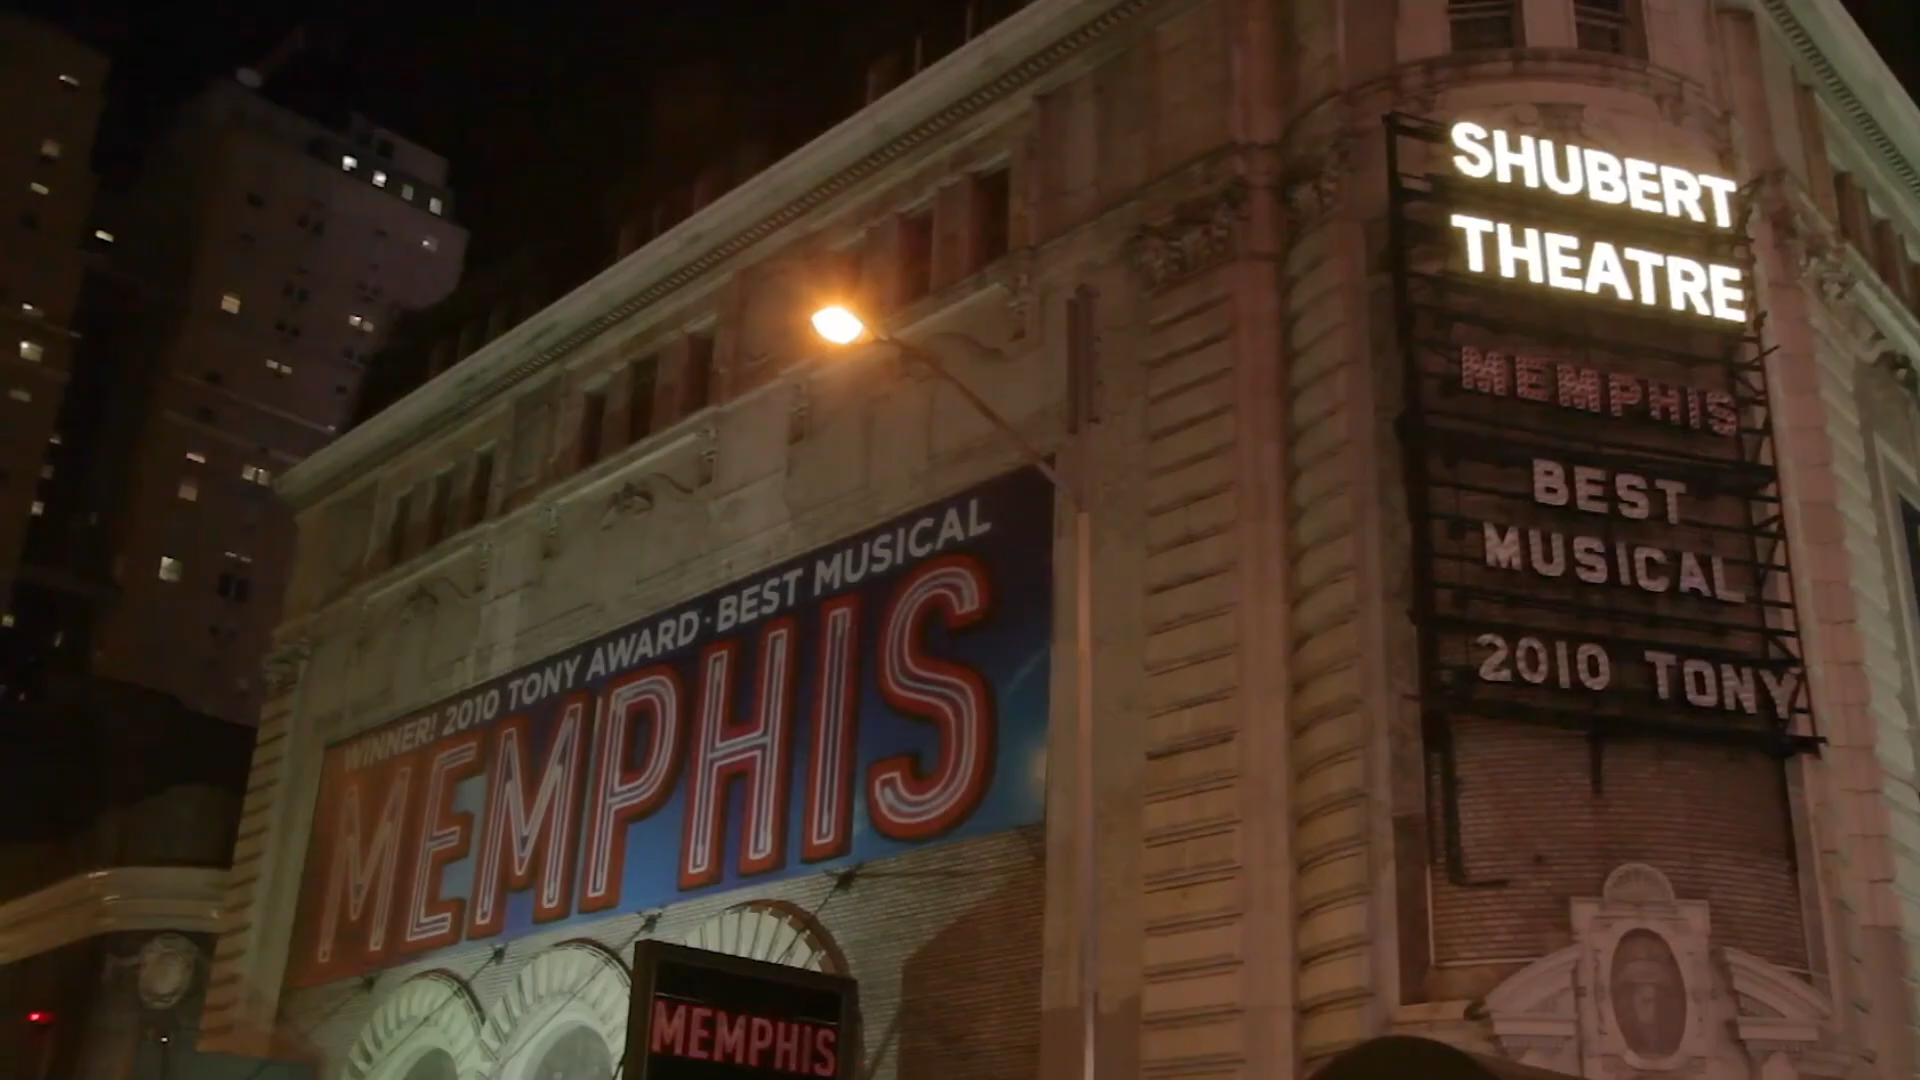 SHUBERT
THEATRE
MEMPHIS
BEST
MUSICAL
2010 TONY
WINNER! 2010 TONY AWARD · BEST MUSICAL
MEMPHIS
MEMPHIS